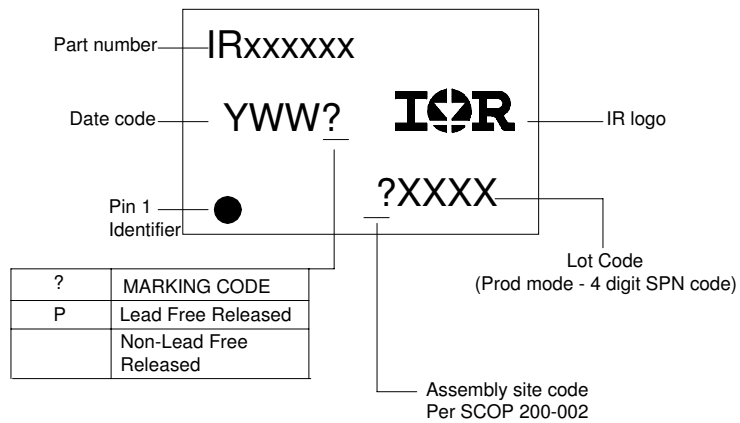 Part number
IRxxxxxx
Date code
YWW?
IOR
IR logo
?XXXX
Pin 1
Identifier
Lot Code
(Prod mode - 4 digit SPN code)
? MARKING CODE
P Lead Free Released
Non-Lead Free
Released
Assembly site code
Per SCOP 200-002